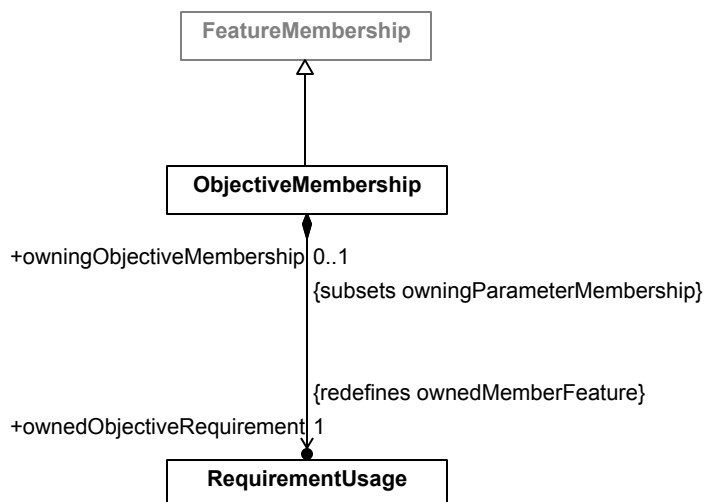 FeatureMembership
ObjectiveMembership
+owningObjectiveMembership 0..1
{subsets owningParameterMembership}
{redefines ownedMemberFeature}
+ownedObjectiveRequirement 1
RequirementUsage